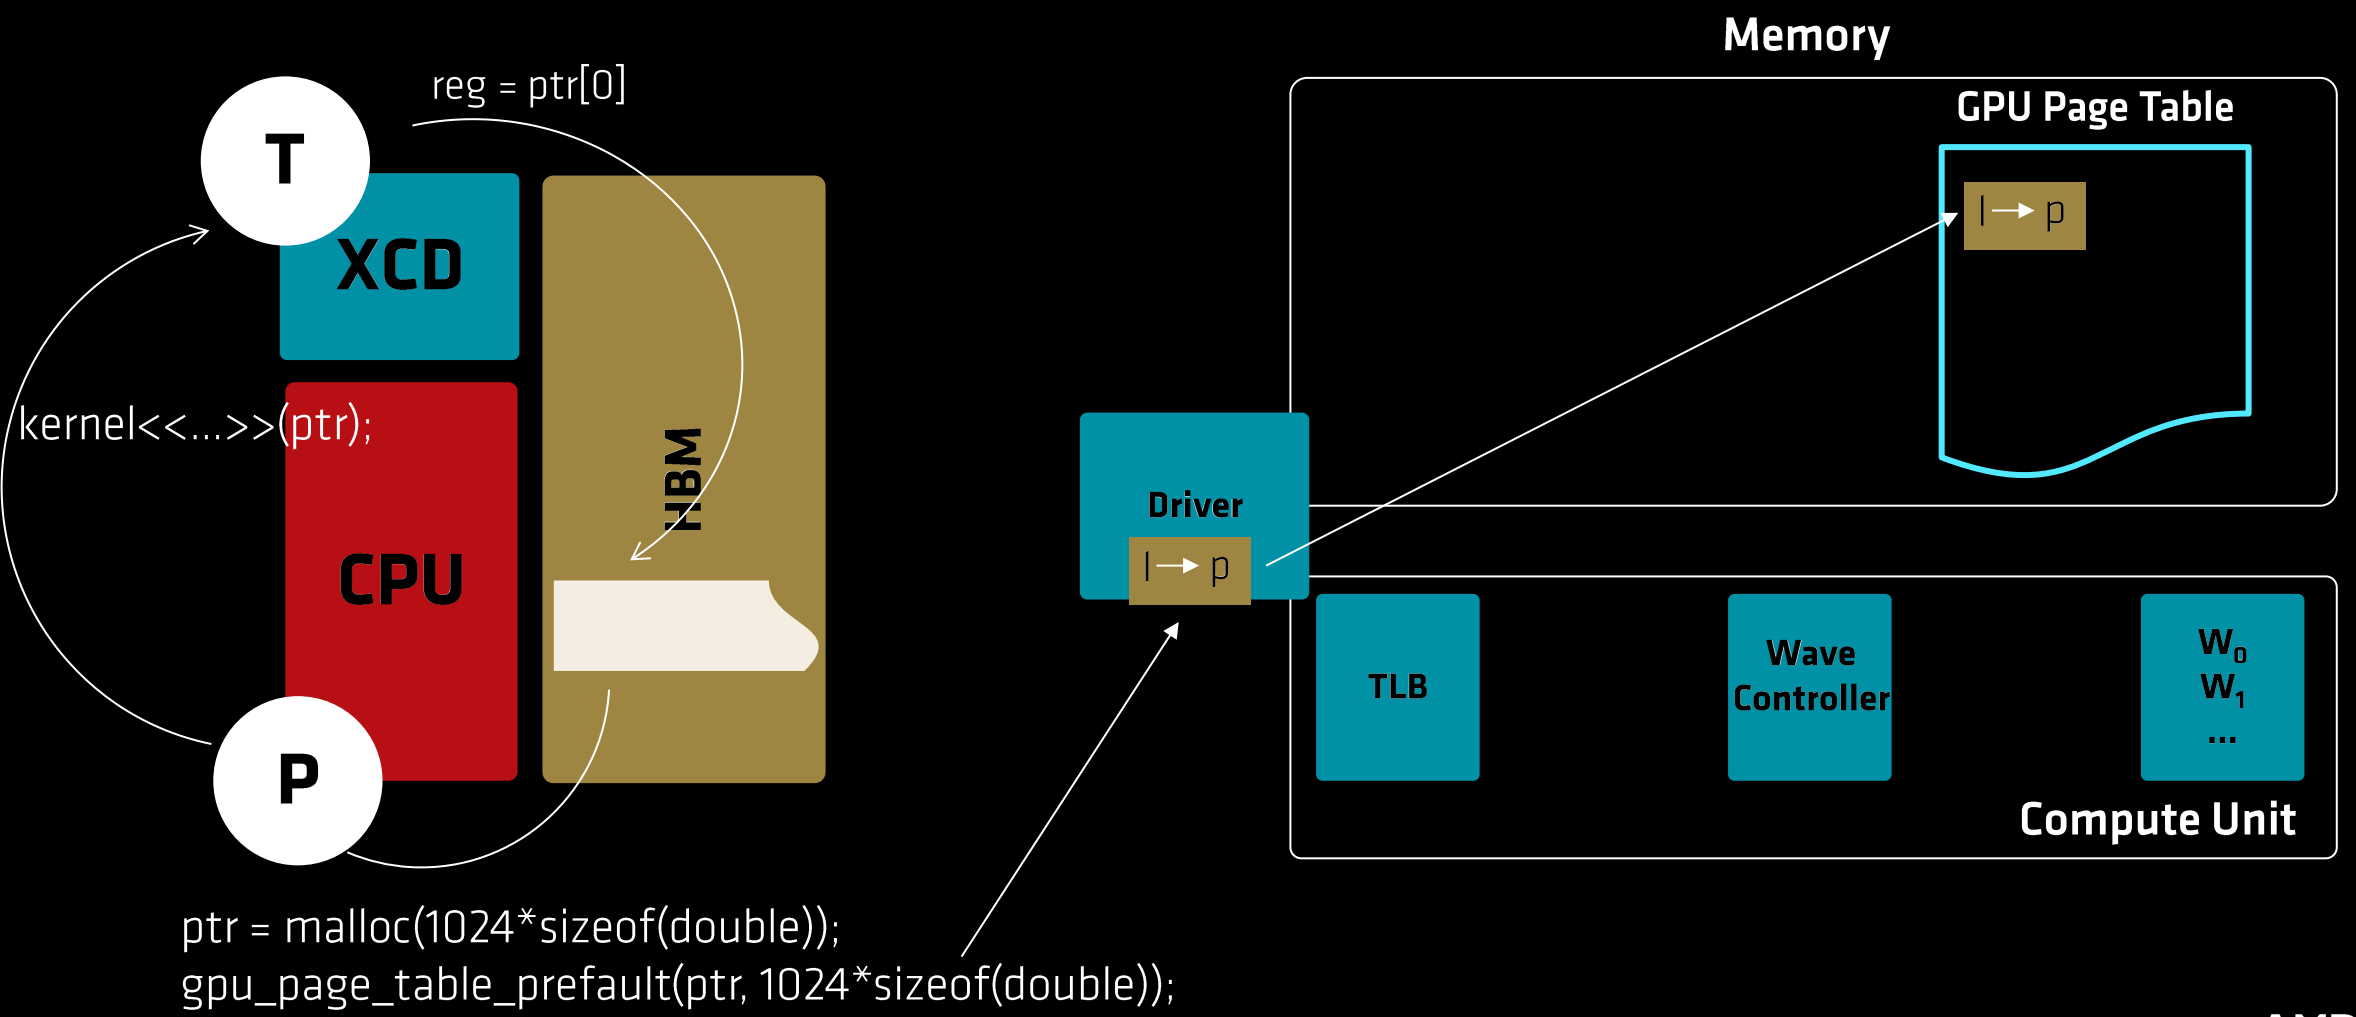 Memory
reg = ptr[0]
GPU Page Table
T
l → p
XCD
kernel<<...>>(ptr);
HBM
Driver
l → p
CPU
TLB
Wave
Controller
W0
W1
...
P
Compute Unit
ptr = malloc(1024*sizeof(double));
gpu_page_table_prefault(ptr, 1024*sizeof(double));